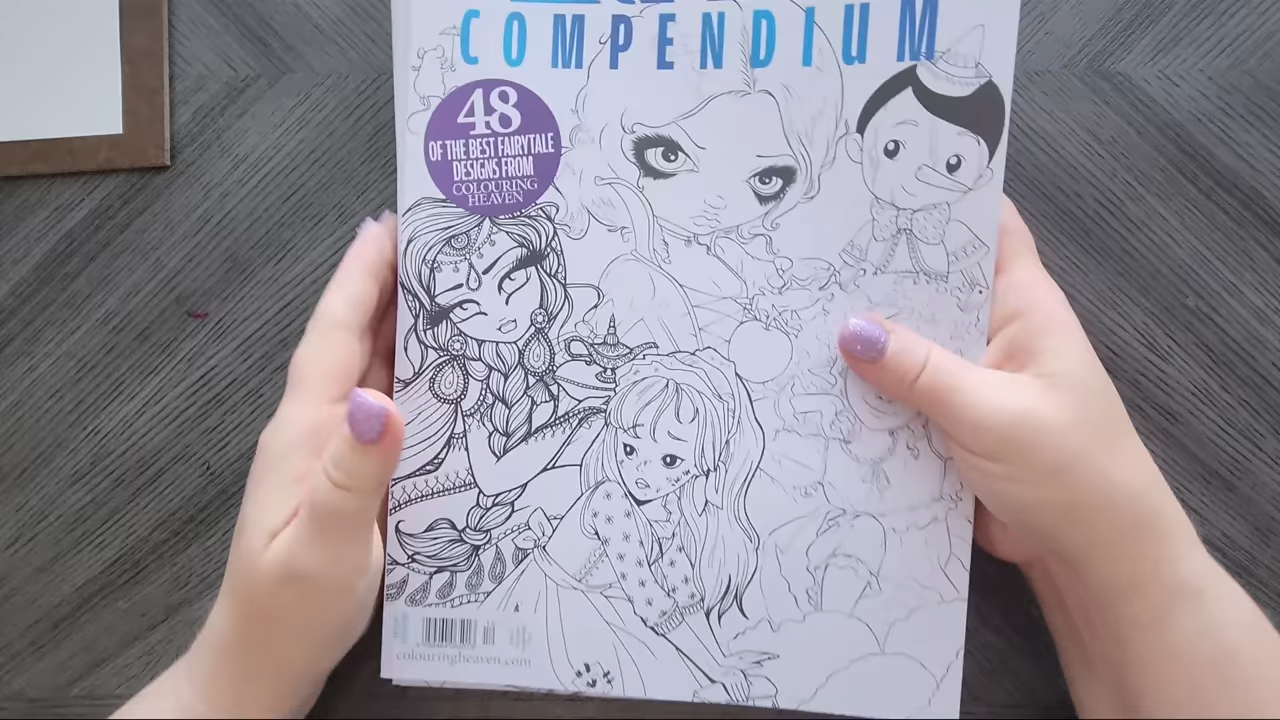 COMPENDIUM
48
OF THE BEST FAIRYTALE
DESIGNS FROM
COLOURING
HEAVEN
colouringheaven.com